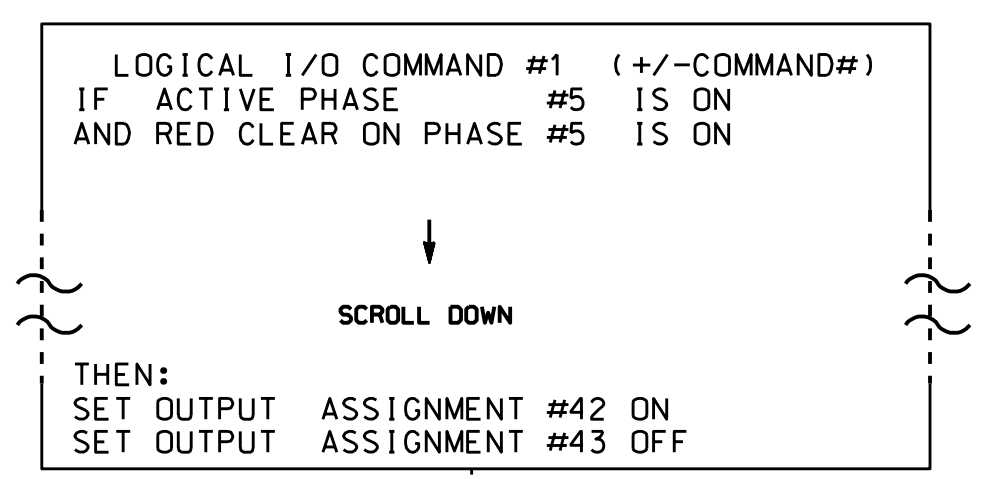 LOGICAL I/O COMMAND #1 (+/-COMMAND#)
IF ACTIVE PHASE #5 IS ON
AND RED CLEAR ON PHASE #5 IS ON
SCROLL DOWN
THEN:
SET OUTPUT ASSIGNMENT #42 ON
SET OUTPUT ASSIGNMENT #43 OFF